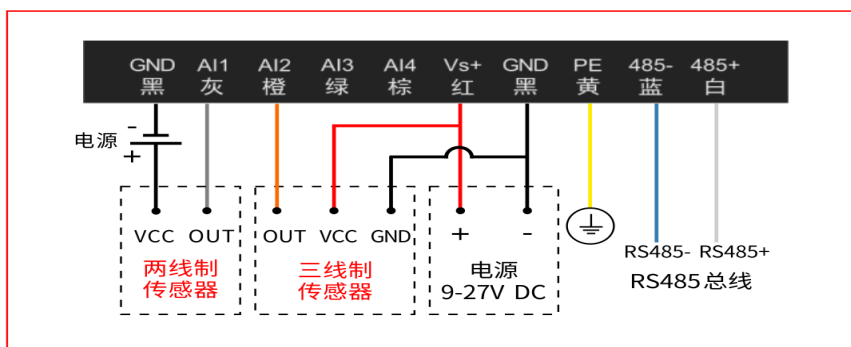 GND AI1 AI2 AI3 AI4 Vs+ GND PE 485- 485+
黑 灰 橙 绿 棕 红 黑 黄 蓝 白
电源 - +
VCC OUT OUT VCC GND + -
两线制
传感器
三线制
传感器
电源
9-27V DC
RS485- RS485+
RS485总线